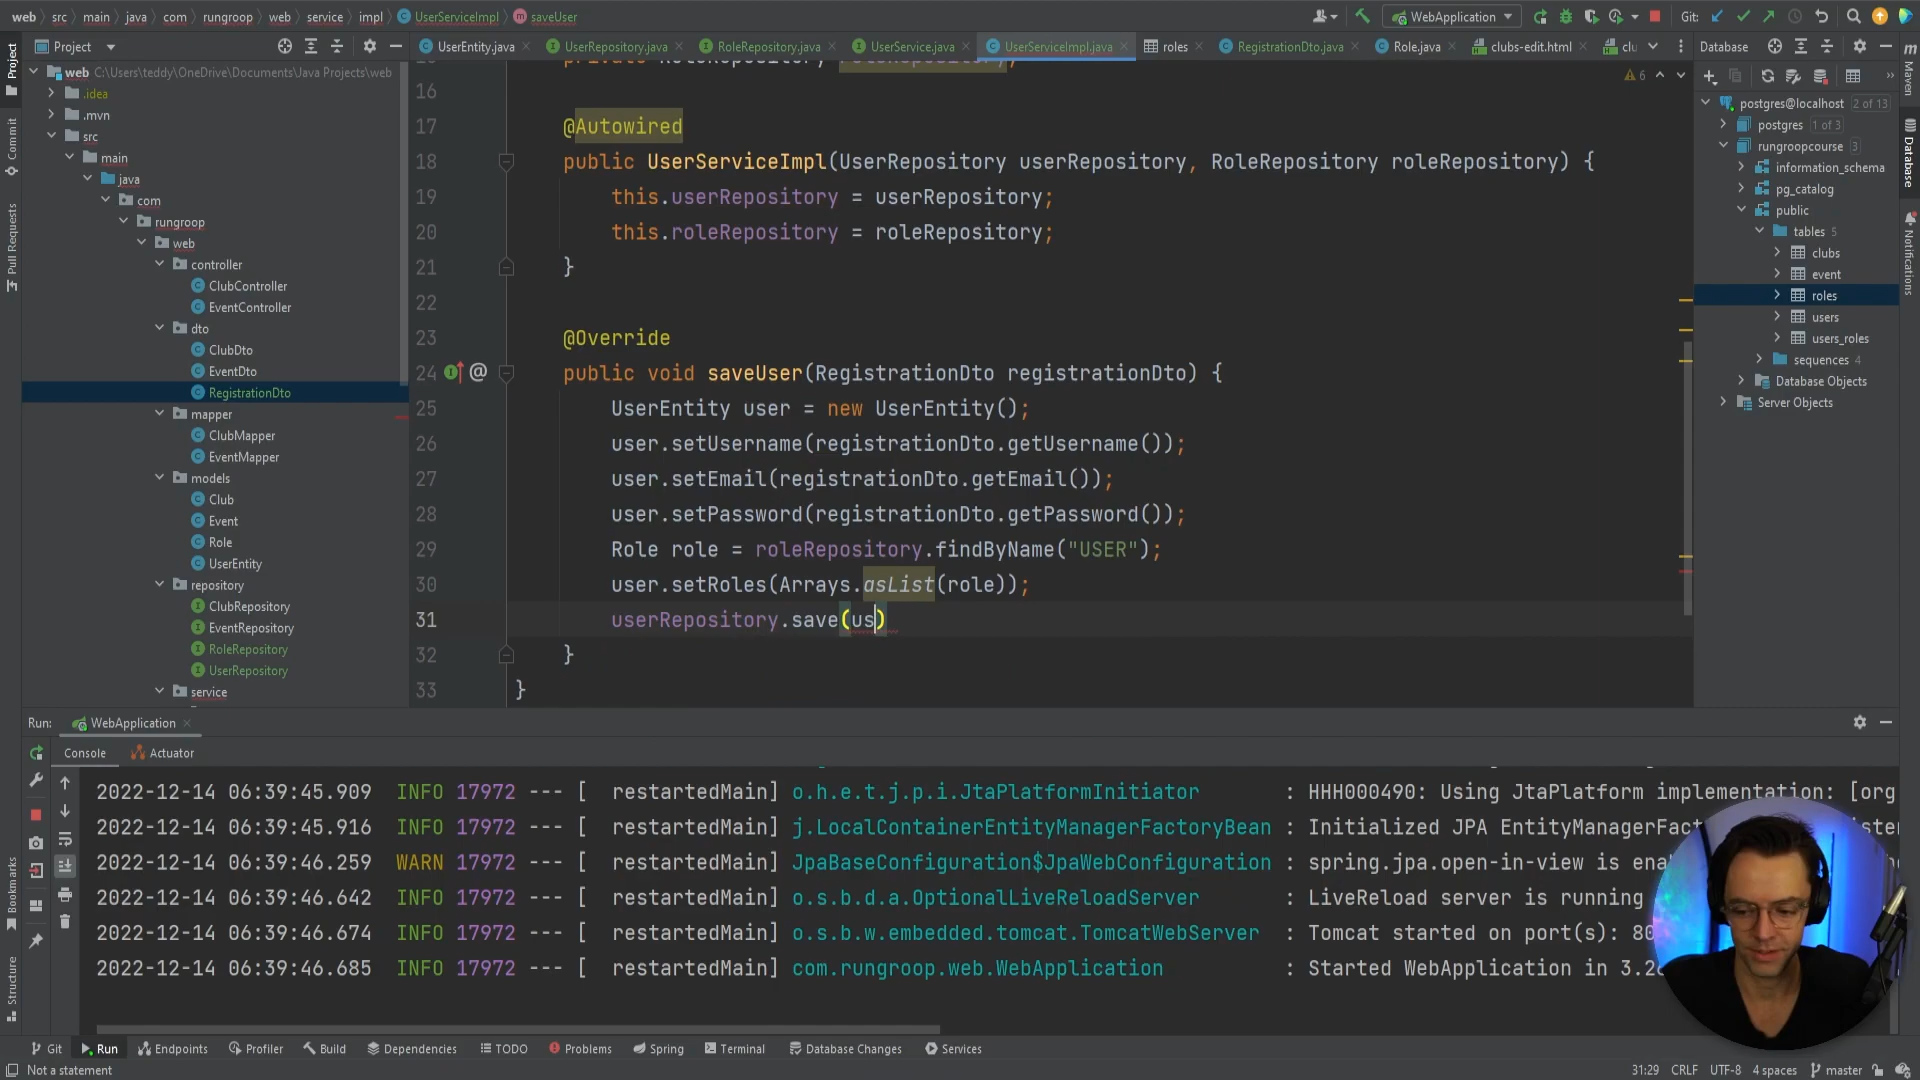 web
src
main
java
com
rungroop
web
service
impl
UserServiceImpl
saveUser
WebApplication
Git:
Project
UserEntity.java
UserRepository.java
RoleRepository.java
UserService.java
UserServiceImpl.java
roles
RegistrationDto.java
Role.java
clubs-edit.html
clu
Database
web C:\Users\teddy\OneDrive\Documents\Java Projects\web
.idea
.mvn
src
main
java
com
rungroop
web
controller
ClubController
EventController
dto
ClubDto
EventDto
RegistrationDto
mapper
ClubMapper
EventMapper
models
Club
Event
Role
UserEntity
repository
ClubRepository
EventRepository
RoleRepository
UserRepository
service
6
16
17 @Autowired
18 public UserServiceImpl(UserRepository userRepository, RoleRepository roleRepository) {
19 this.userRepository = userRepository;
20 this.roleRepository = roleRepository;
21 }
22
23 @Override
24 public void saveUser(RegistrationDto registrationDto) {
25 UserEntity user = new UserEntity();
26 user.setUsername(registrationDto.getUsername());
27 user.setEmail(registrationDto.getEmail());
28 user.setPassword(registrationDto.getPassword());
29 Role role = roleRepository.findByName("USER");
30 user.setRoles(Arrays.asList(role));
31 userRepository.save(us)
32 }
33 }
postgres@localhost 2 of 13
postgres 1 of 3
rungroopcourse 3
information_schema
pg_catalog
public
tables 5
clubs
event
roles
users
users_roles
sequences 4
Database Objects
Server Objects
Project
Commit
Pull Requests
Bookmarks
Structure
Maven
Database
Notifications
Run: WebApplication
Console
Actuator
2022-12-14 06:39:45.909 INFO 17972 --- [ restartedMain] o.h.e.t.j.p.i.JtaPlatformInitiator : HHH000490: Using JtaPlatform implementation: [org
2022-12-14 06:39:45.916 INFO 17972 --- [ restartedMain] j.LocalContainerEntityManagerFactoryBean : Initialized JPA EntityManagerFact
2022-12-14 06:39:46.259 WARN 17972 --- [ restartedMain] JpaBaseConfiguration$JpaWebConfiguration : spring.jpa.open-in-view is ena
2022-12-14 06:39:46.642 INFO 17972 --- [ restartedMain] o.s.b.d.a.OptionalLiveReloadServer : LiveReload server is running
2022-12-14 06:39:46.674 INFO 17972 --- [ restartedMain] o.s.b.w.embedded.tomcat.TomcatWebServer : Tomcat started on port(s): 80
2022-12-14 06:39:46.685 INFO 17972 --- [ restartedMain] com.rungroop.web.WebApplication : Started WebApplication in 3.2
Git
Run
Endpoints
Profiler
Build
Dependencies
TODO
Problems
Spring
Terminal
Database Changes
Services
Not a statement
31:29
CRLF
UTF-8
4 spaces
master